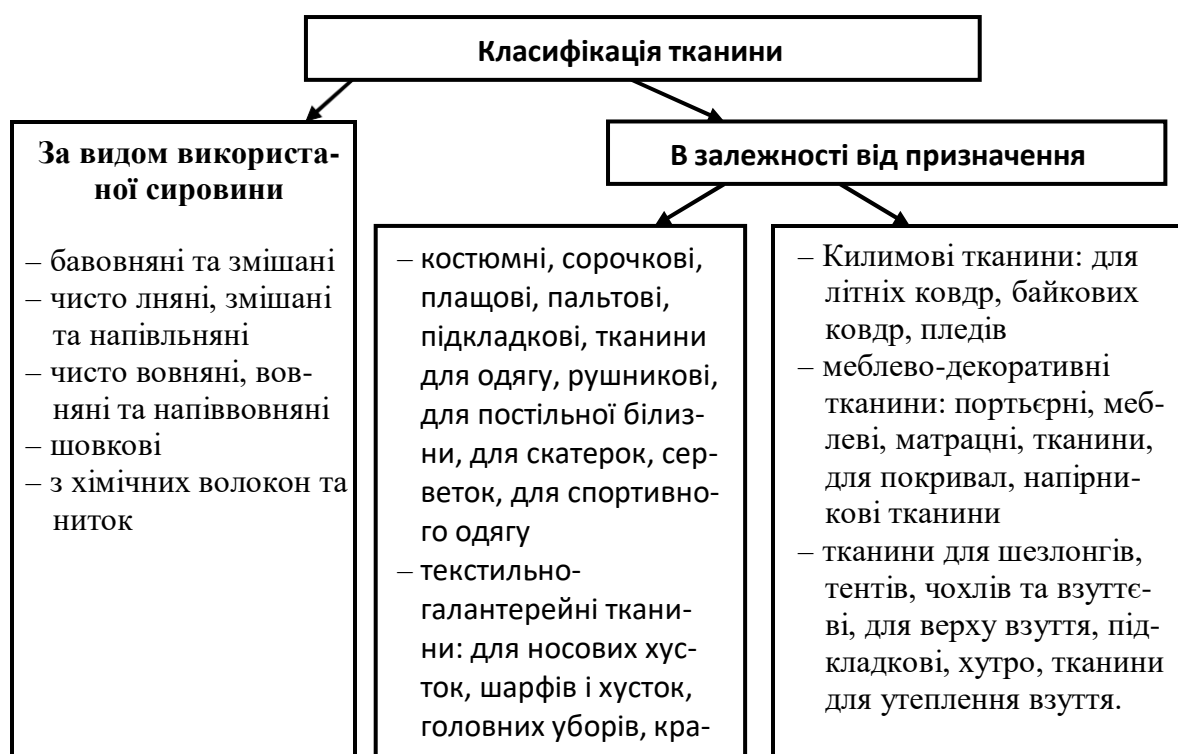 Класифікація тканини
За видом використа-
ної сировини
– бавовняні та змішані
– чисто лняні, змішані
та напівльняні
– чисто вовняні, вов-
няні та напіввовняні
– шовкові
– з хімічних волокон та
ниток
В залежності від призначення
– костюмні, сорочкові,
плащові, пальтові,
підкладкові, тканини
для одягу, рушникові,
для постільної білиз-
ни, для скатерок, сер-
веток, для спортивно-
го одягу
– текстильно-
галантерейні ткани-
ни: для носових хус-
ток, шарфів і хусток,
головних уборів, кра-
– Килимові тканини: для
літніх ковдр, байкових
ковдр, пледів
– меблево-декоративні
тканини: портьєрні, меб-
леві, матрацні, тканини,
для покривал, напірни-
кові тканини
– тканини для шезлонгів,
тентів, чохлів та взуттє-
ві, для верху взуття, під-
кладкові, хутро, тканини
для утеплення взуття.